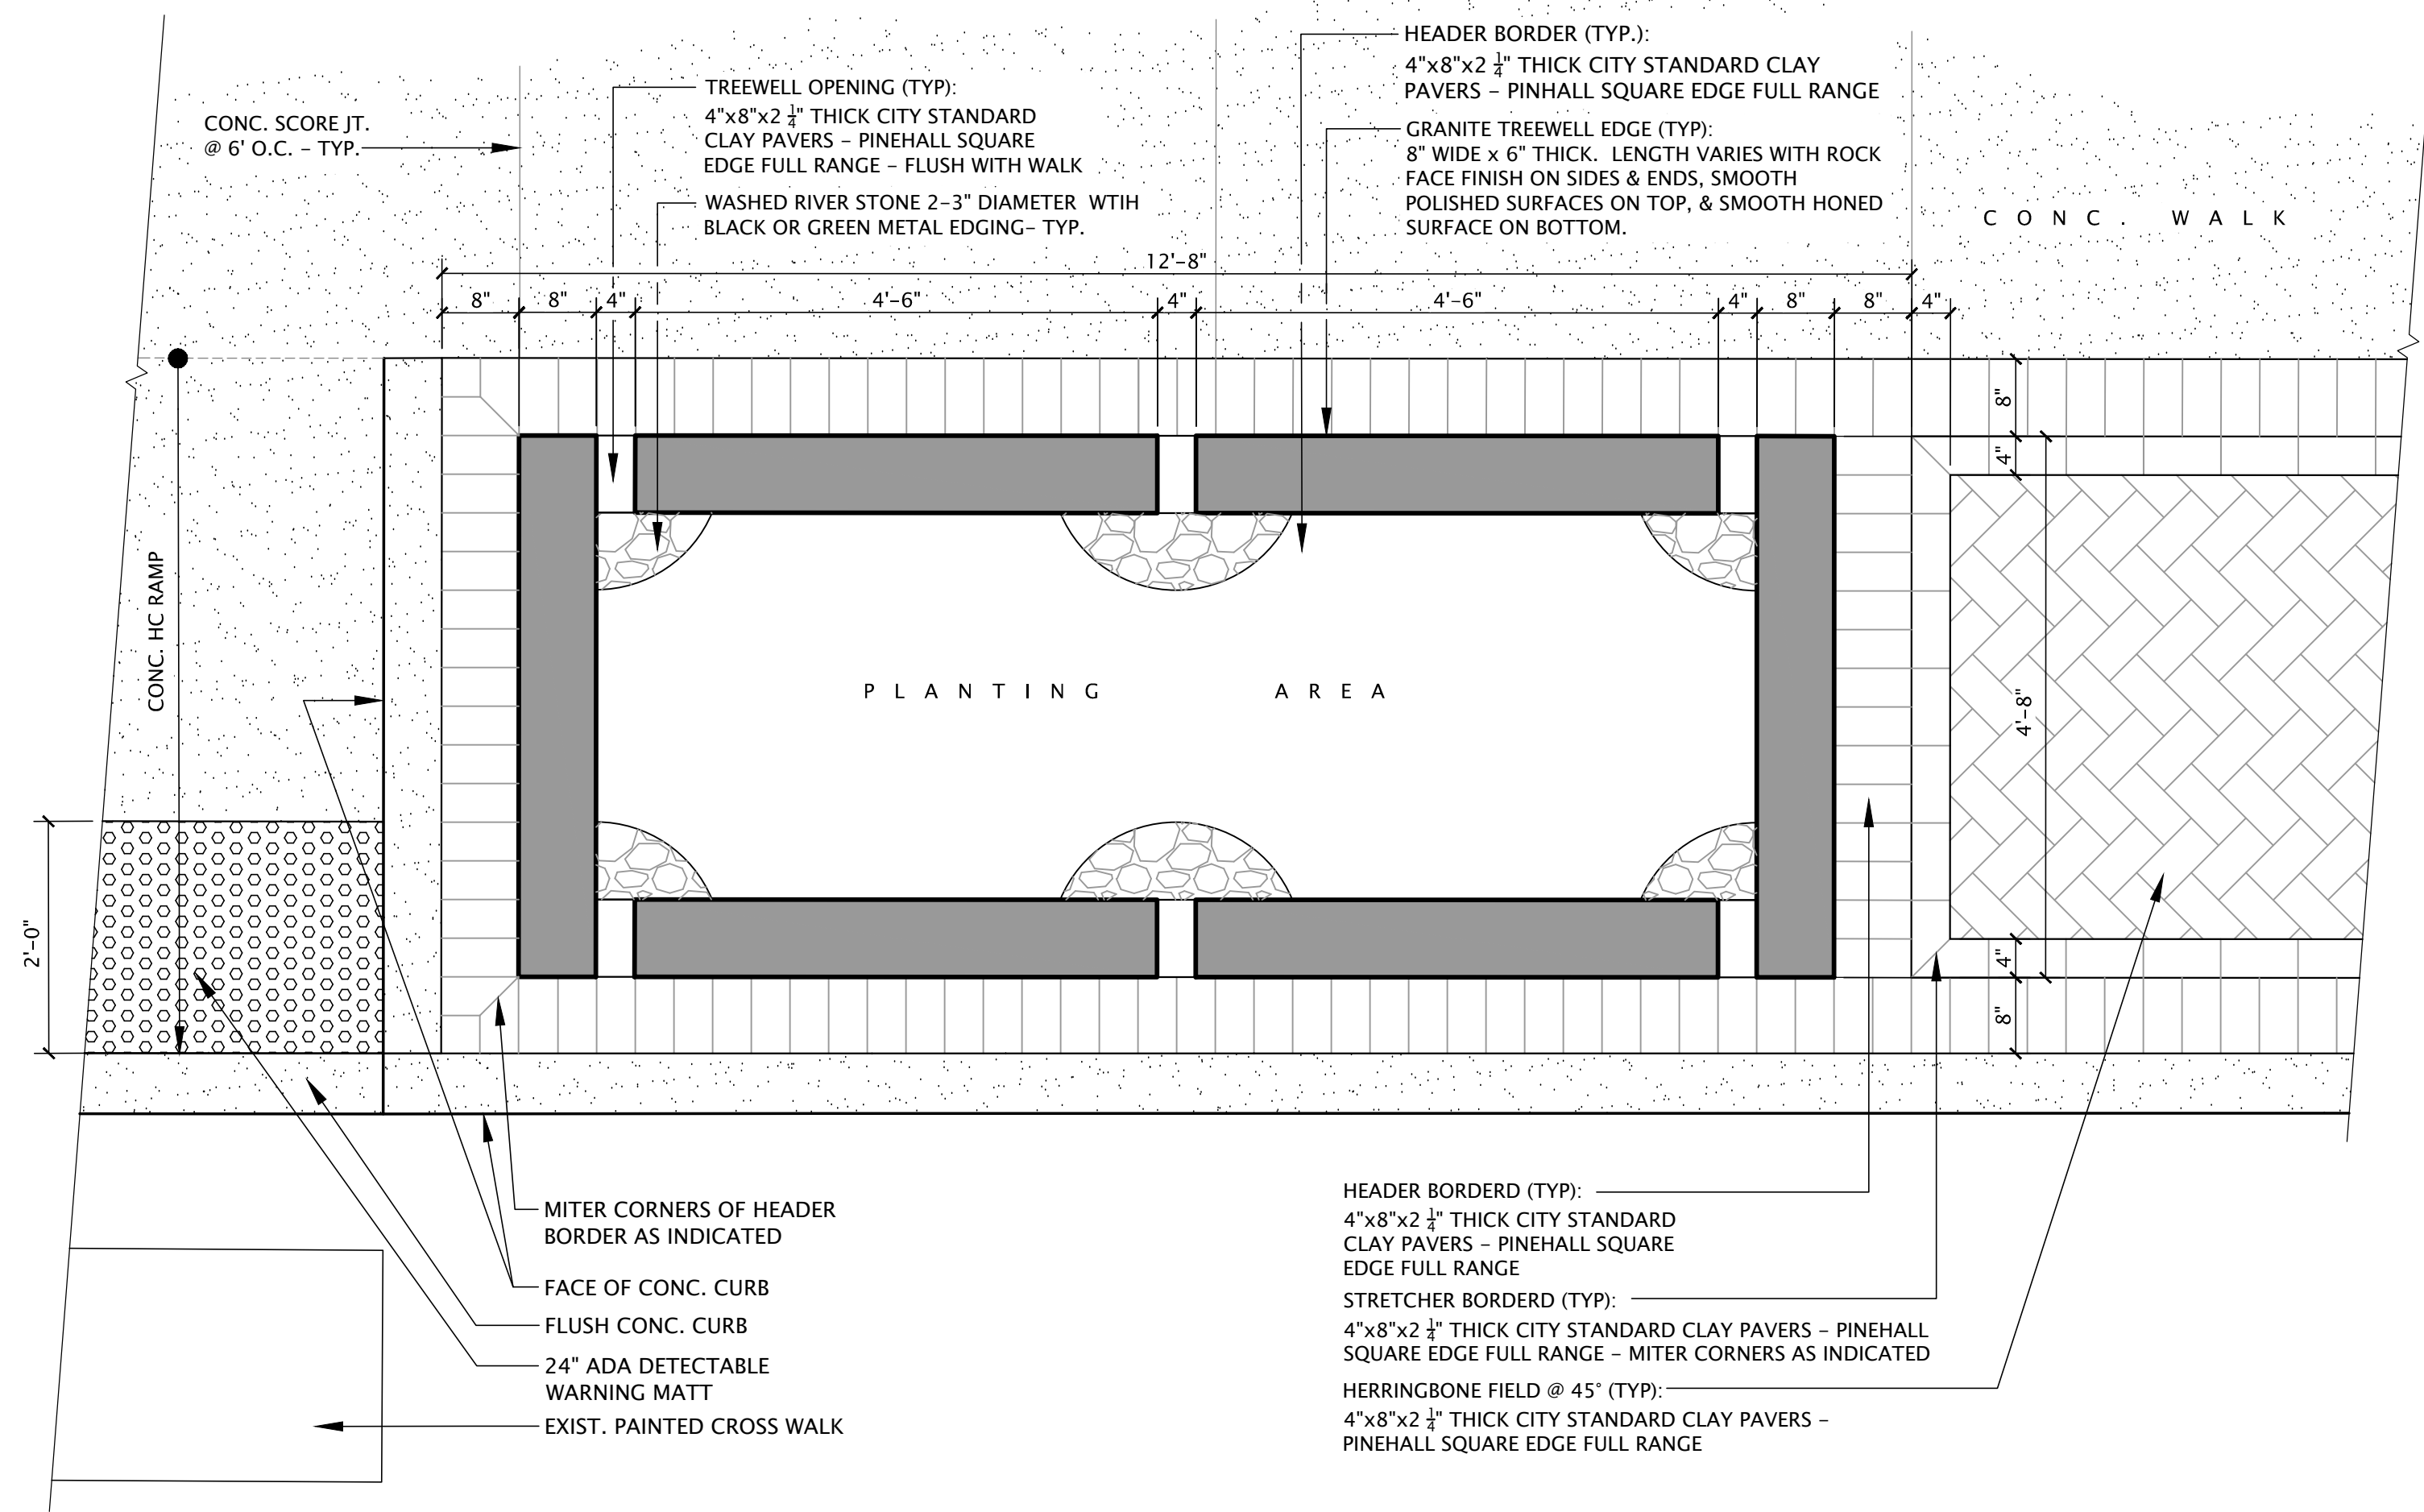 HEADER BORDER (TYP.):
4"x8"x2 1/4" THICK CITY STANDARD CLAY
PAVERS – PINHALL SQUARE EDGE FULL RANGE
TREEWELL OPENING (TYP):
4"x8"x2 1/4" THICK CITY STANDARD
CLAY PAVERS – PINEHALL SQUARE
EDGE FULL RANGE – FLUSH WITH WALK
CONC. SCORE JT.
@ 6' O.C. – TYP.
GRANITE TREEWELL EDGE (TYP):
8" WIDE x 6" THICK. LENGTH VARIES WITH ROCK
FACE FINISH ON SIDES & ENDS, SMOOTH
POLISHED SURFACES ON TOP, & SMOOTH HONED
SURFACE ON BOTTOM.
WASHED RIVER STONE 2–3" DIAMETER WTIH
BLACK OR GREEN METAL EDGING– TYP.
CONC. WALK
12'–8"
8" 8" 4" 4'–6" 4" 4'–6" 4" 8" 8" 4"
8"
4"
CONC. HC RAMP
PLANTING AREA
4'–8"
2'–0"
4"
8"
MITER CORNERS OF HEADER
BORDER AS INDICATED
FACE OF CONC. CURB
FLUSH CONC. CURB
24" ADA DETECTABLE
WARNING MATT
EXIST. PAINTED CROSS WALK
HEADER BORDERD (TYP):
4"x8"x2 1/4" THICK CITY STANDARD
CLAY PAVERS – PINEHALL SQUARE
EDGE FULL RANGE
STRETCHER BORDERD (TYP):
4"x8"x2 1/4" THICK CITY STANDARD CLAY PAVERS – PINEHALL
SQUARE EDGE FULL RANGE – MITER CORNERS AS INDICATED
HERRINGBONE FIELD @ 45° (TYP):
4"x8"x2 1/4" THICK CITY STANDARD CLAY PAVERS –
PINEHALL SQUARE EDGE FULL RANGE